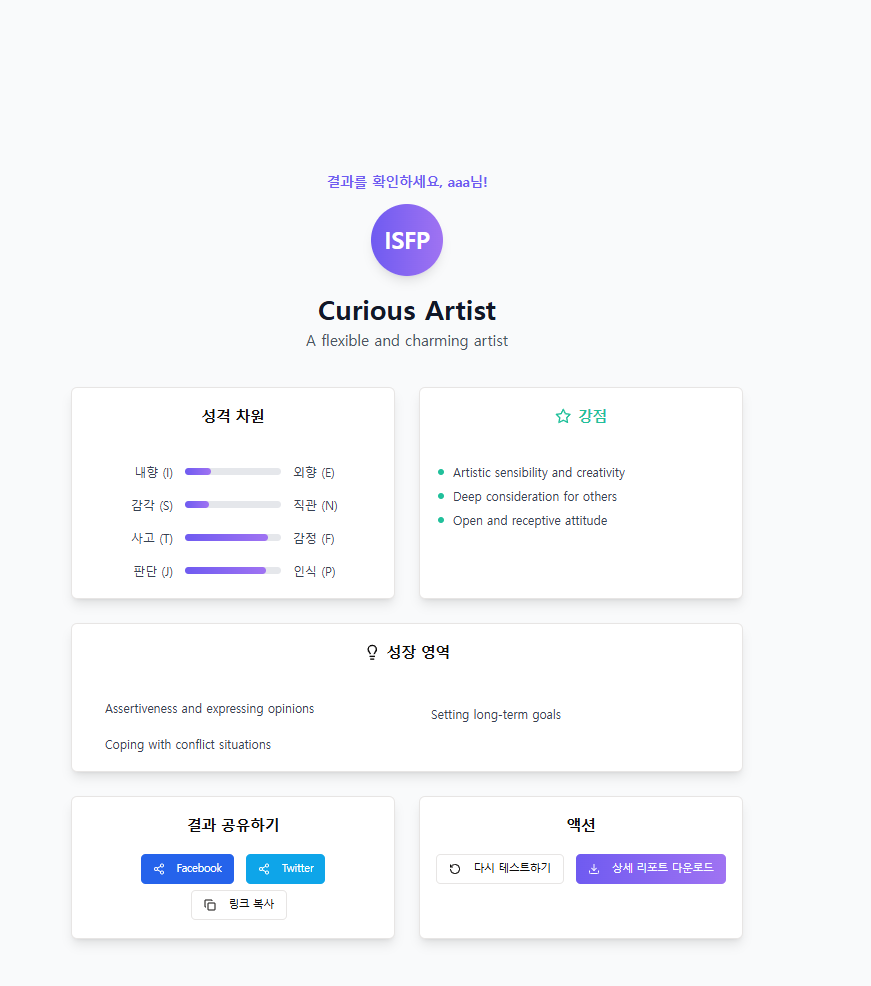 결과를 확인하세요, aaa님!
ISFP
Curious Artist
A flexible and charming artist
성격 차원
내향 (I) 외향 (E)
감각 (S) 직관 (N)
사고 (T) 감정 (F)
판단 (J) 인식 (P)
강점
Artistic sensibility and creativity
Deep consideration for others
Open and receptive attitude
성장 영역
Assertiveness and expressing opinions
Setting long-term goals
Coping with conflict situations
결과 공유하기
Facebook Twitter
링크 복사
액션
다시 테스트하기 상세 리포트 다운로드